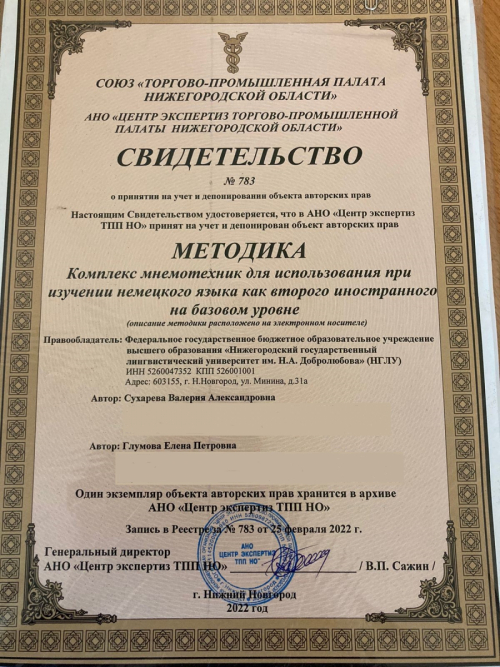 СОЮЗ «ТОРГОВО-ПРОМЫШЛЕННАЯ ПАЛАТА
НИЖЕГОРОДСКОЙ ОБЛАСТИ»
АНО «ЦЕНТР ЭКСПЕРТИЗ ТОРГОВО-ПРОМЫШЛЕННОЙ
ПАЛАТЫ НИЖЕГОРОДСКОЙ ОБЛАСТИ»
СВИДЕТЕЛЬСТВО
№ 783
о принятии на учет и депонировании объекта авторских прав
Настоящим Свидетельством удостоверяется, что в АНО «Центр экспертиз
ТПП НО» принят на учет и депонирован объект авторских прав
МЕТОДИКА
Комплекс мнемотехник для использования при
изучении немецкого языка как второго иностранного
на базовом уровне
(описание методики расположено на электронном носителе)
Правообладатель: Федеральное государственное бюджетное образовательное учреждение
высшего образования «Нижегородский государственный
лингвистический университет им. Н.А. Добролюбова» (НГЛУ)
ИНН 5260047352 КПП 526001001
Адрес: 603155, г. Н.Новгород, ул. Минина, д.31а
Автор: Сухарева Валерия Александровна
Автор: Глумова Елена Петровна
Один экземпляр объекта авторских прав хранится в архиве
АНО «Центр экспертиз ТПП НО»
Запись в Реестре за № 783 от 25 февраля 2022 г.
Генеральный директор
АНО «Центр экспертиз ТПП НО» / В.П. Сажин /
АНО
ЦЕНТР ЭКСПЕРТИЗ
ТПП НО"
г. Нижний Новгород
2022 год